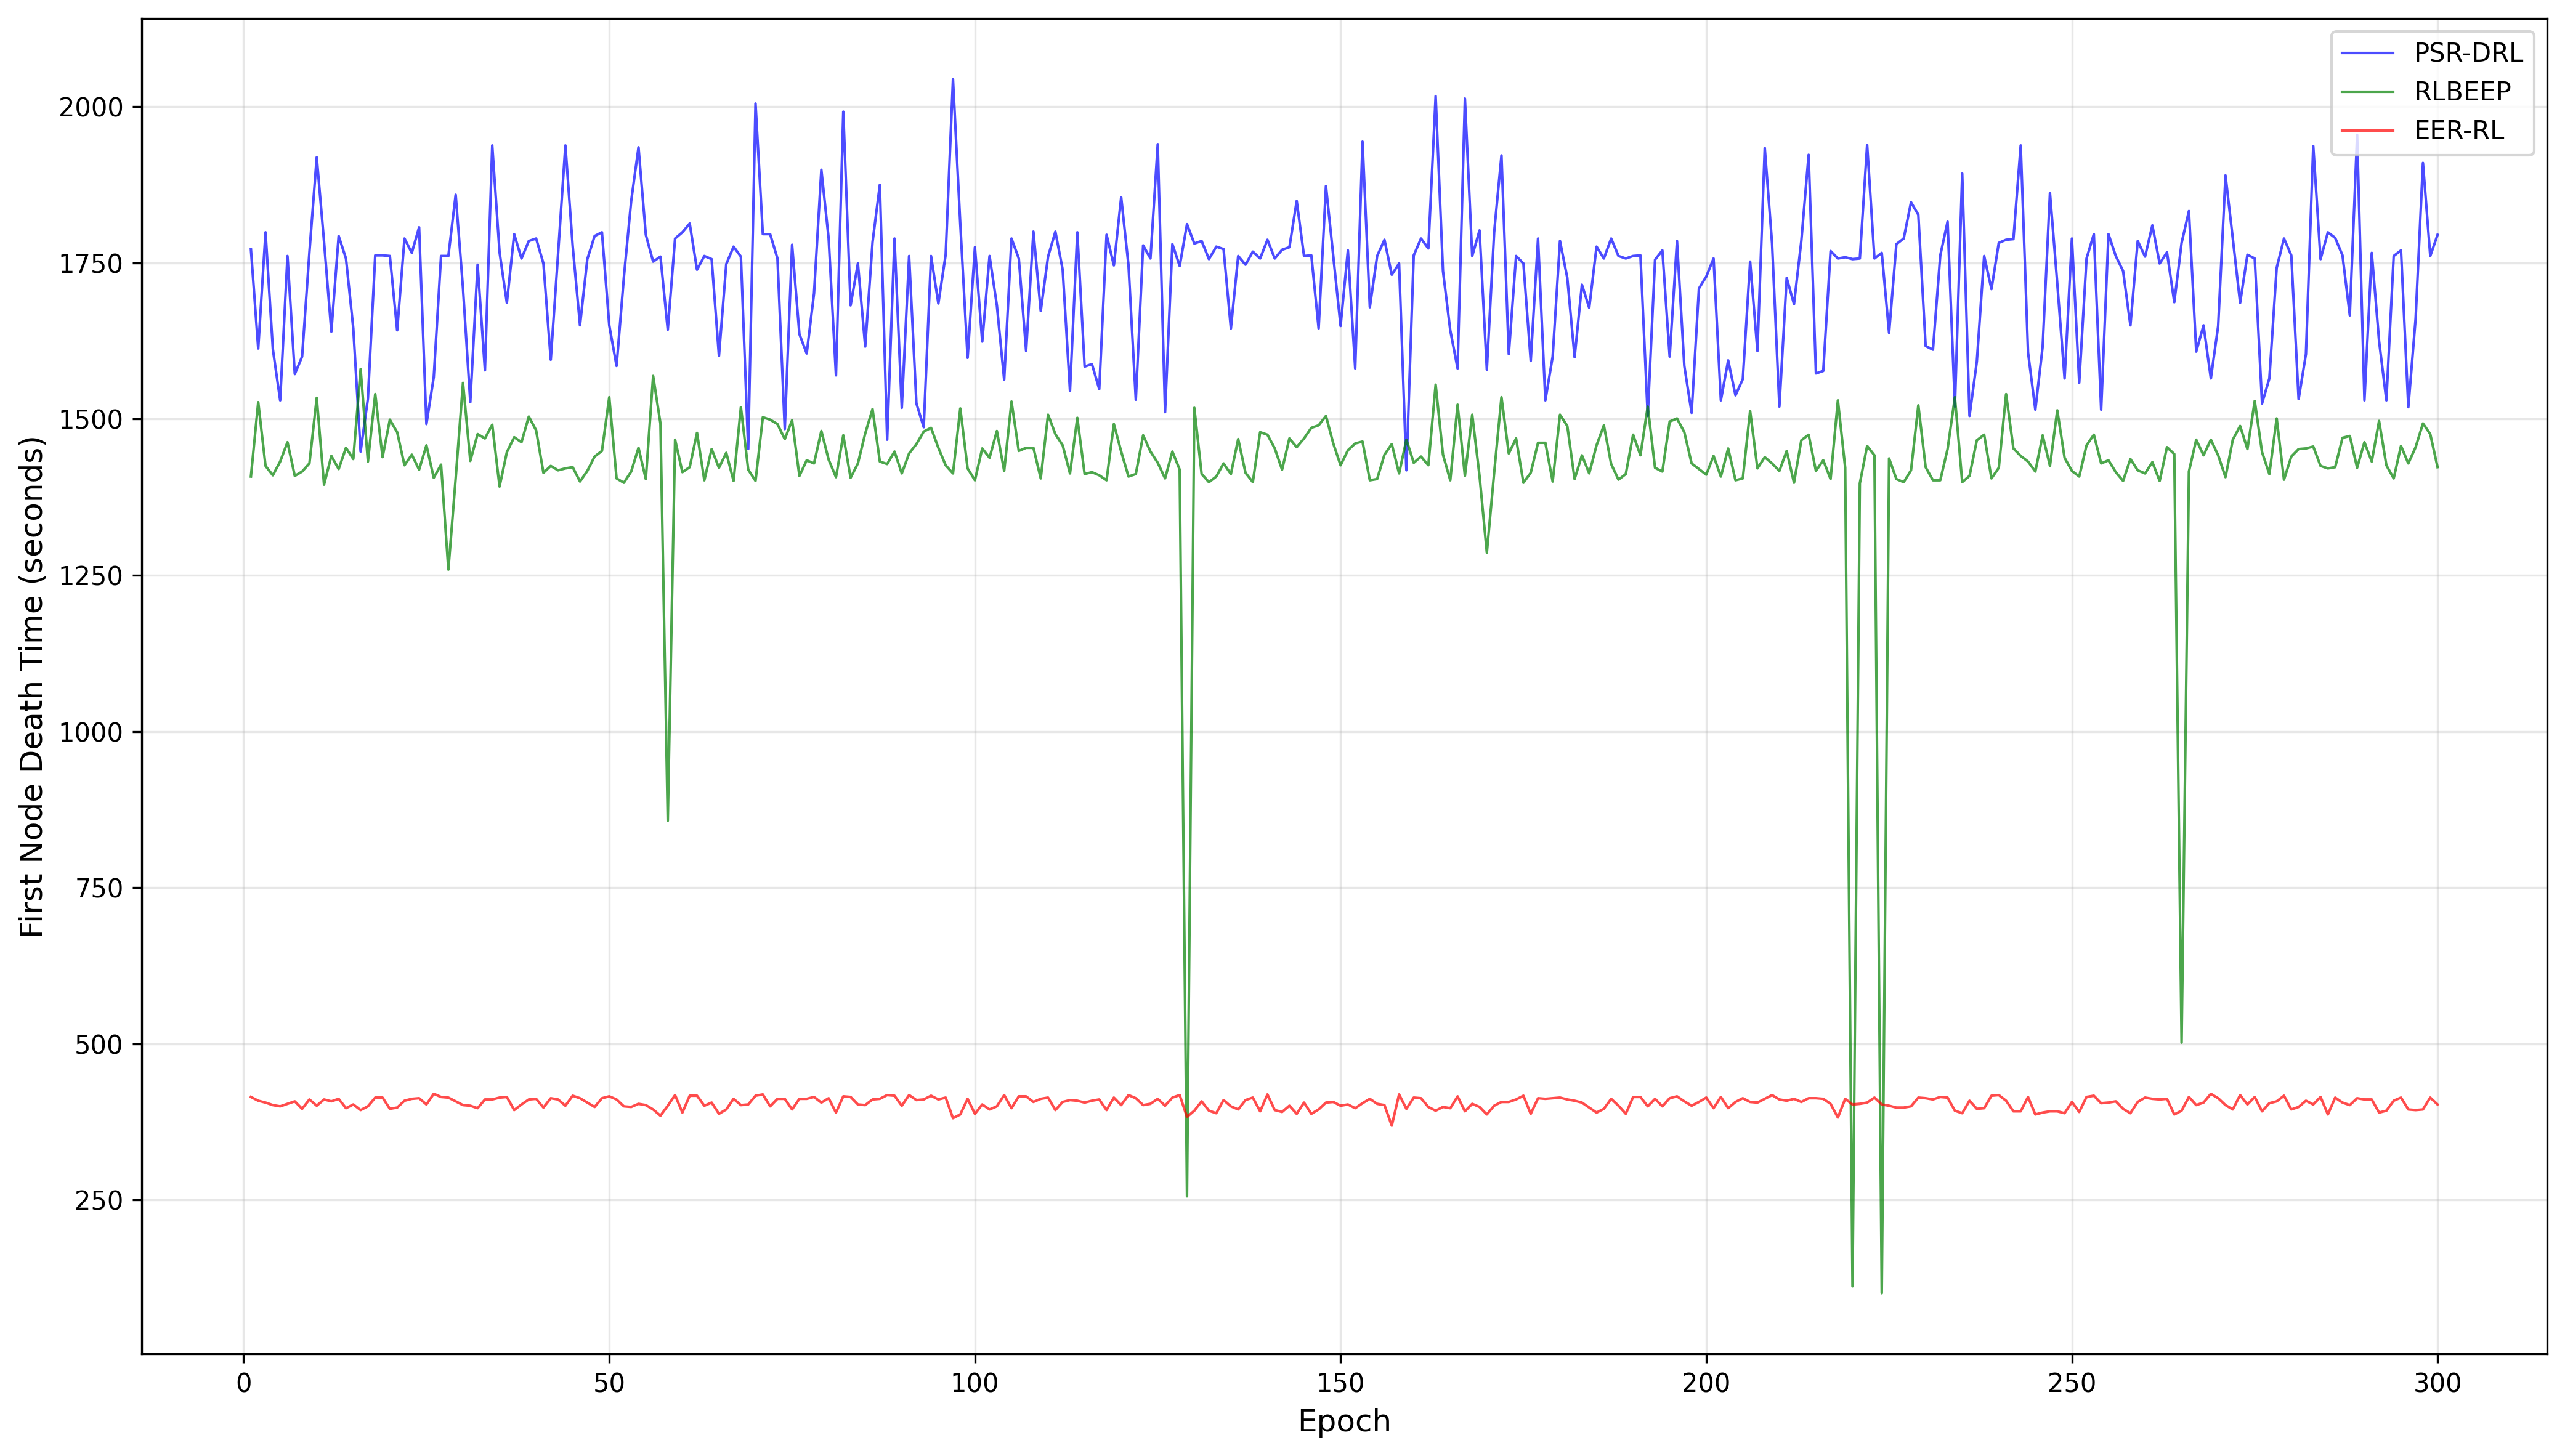 PSR-DRL
RLBEEP
EER-RL
First Node Death Time (seconds)
2000
1750
1500
1250
1000
750
500
250
0 50 100 150 200 250 300
Epoch